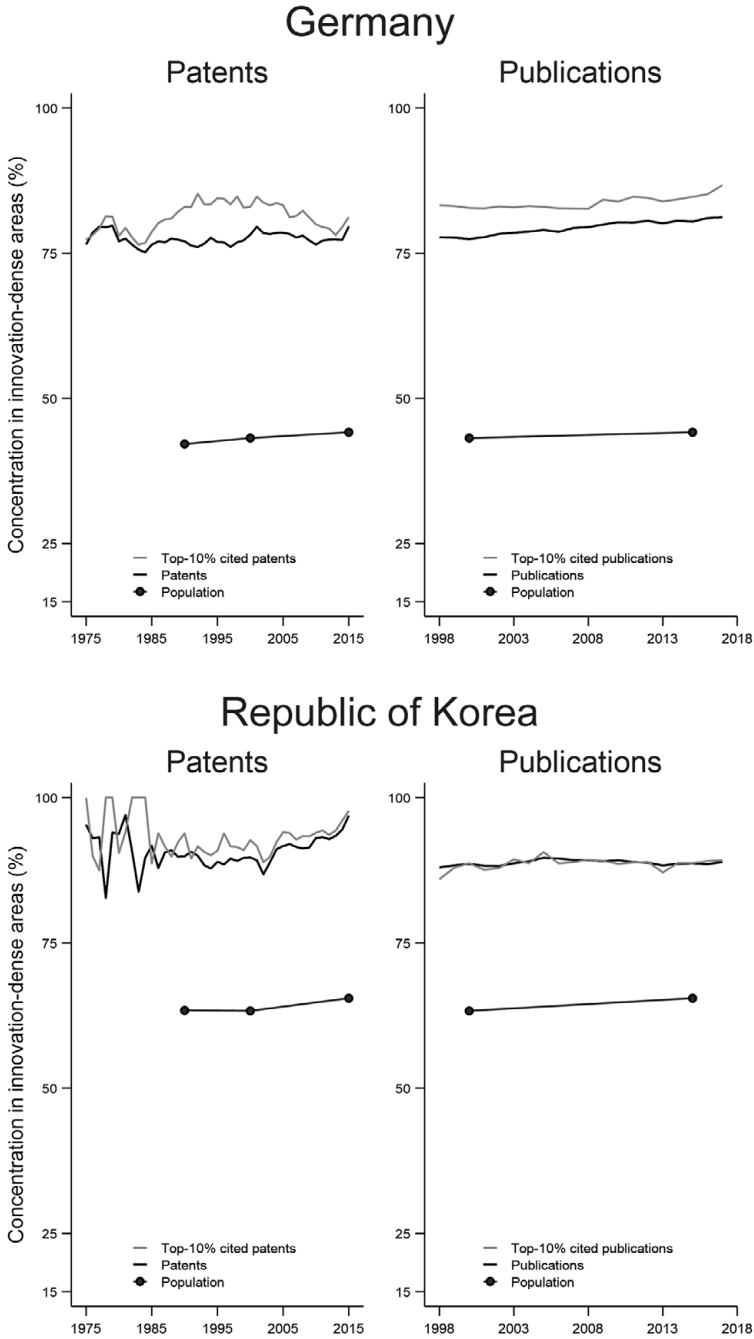 Germany
Patents
Publications
Concentration in innovation-dense areas (%)
100
75
50
25
15
Top-10% cited patents
Patents
Population
1975 1985 1995 2005 2015
100
75
50
25
15
Top-10% cited publications
Publications
Population
1998 2003 2008 2013 2018
Republic of Korea
Patents
Publications
Concentration in innovation-dense areas (%)
100
75
50
25
15
Top-10% cited patents
Patents
Population
1975 1985 1995 2005 2015
100
75
50
25
15
Top-10% cited publications
Publications
Population
1998 2003 2008 2013 2018